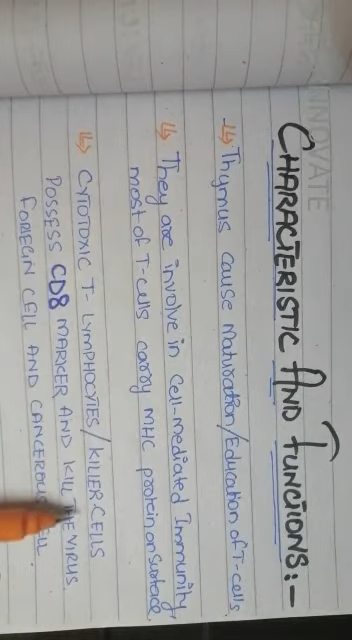 CHARACTERISTIC AND FUNCTIONS:-
Thymus cause maturation/Education of T-cells.
They are involve in cell-mediated Immunity,
most of T-cells carry MHC protein on surface.
CYTOTOXIC T-LYMPHOCYTES/KILLER CELLS
POSSESS CD8 MARKER AND KILL THE VIRUS
FOREIGN CELL AND CANCEROUS CELL.